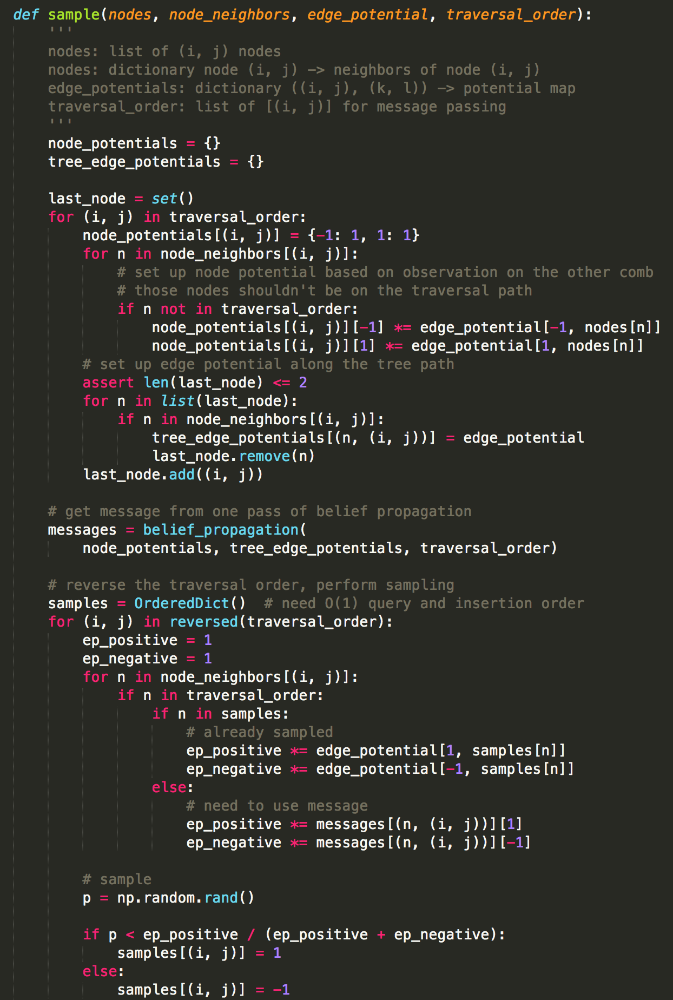 def sample(nodes, node_neighbors, edge_potential, traversal_order):
    '''
    nodes: list of (i, j) nodes
    nodes: dictionary node (i, j) -> neighbors of node (i, j)
    edge_potentials: dictionary ((i, j), (k, l)) -> potential map
    traversal_order: list of [(i, j)] for message passing
    '''
    node_potentials = {}
    tree_edge_potentials = {}

    last_node = set()
    for (i, j) in traversal_order:
        node_potentials[(i, j)] = {-1: 1, 1: 1}
        for n in node_neighbors[(i, j)]:
            # set up node potential based on observation on the other comb
            # those nodes shouldn't be on the traversal path
            if n not in traversal_order:
                node_potentials[(i, j)][-1] *= edge_potential[-1, nodes[n]]
                node_potentials[(i, j)][1] *= edge_potential[1, nodes[n]]
        # set up edge potential along the tree path
        assert len(last_node) <= 2
        for n in list(last_node):
            if n in node_neighbors[(i, j)]:
                tree_edge_potentials[(n, (i, j))] = edge_potential
                last_node.remove(n)
        last_node.add((i, j))

    # get message from one pass of belief propagation
    messages = belief_propagation(
        node_potentials, tree_edge_potentials, traversal_order)

    # reverse the traversal order, perform sampling
    samples = OrderedDict()  # need O(1) query and insertion order
    for (i, j) in reversed(traversal_order):
        ep_positive = 1
        ep_negative = 1
        for n in node_neighbors[(i, j)]:
            if n in traversal_order:
                if n in samples:
                    # already sampled
                    ep_positive *= edge_potential[1, samples[n]]
                    ep_negative *= edge_potential[-1, samples[n]]
                else:
                    # need to use message
                    ep_positive *= messages[(n, (i, j))][1]
                    ep_negative *= messages[(n, (i, j))][-1]

        # sample
        p = np.random.rand()

        if p < ep_positive / (ep_positive + ep_negative):
            samples[(i, j)] = 1
        else:
            samples[(i, j)] = -1